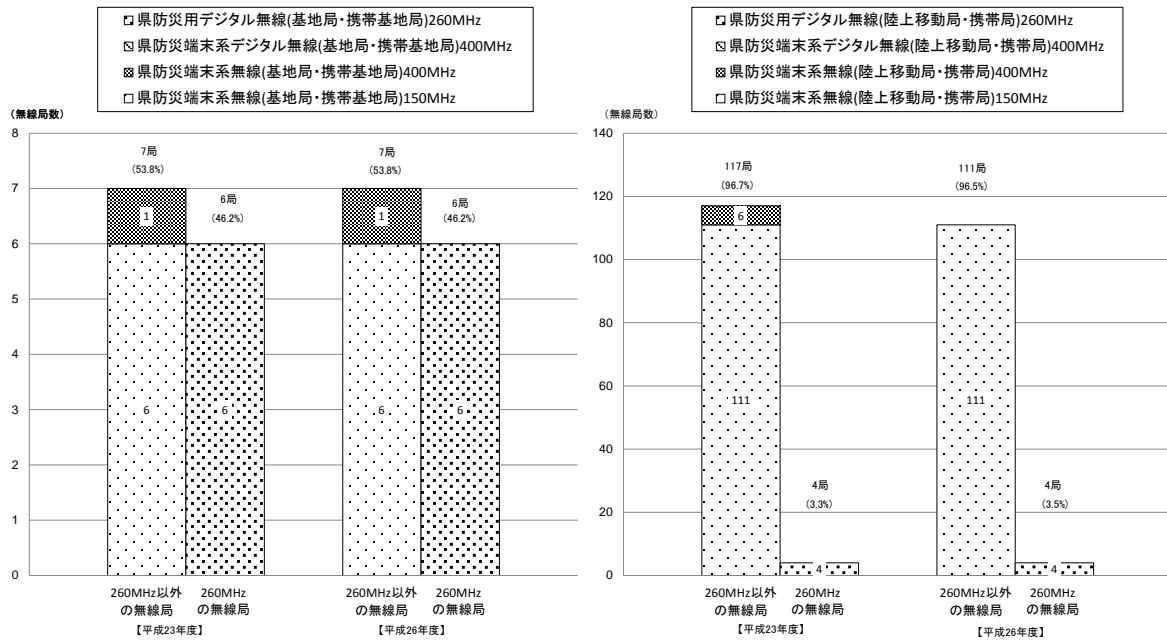 県防災用デジタル無線(基地局・携帯基地局)260MHz
県防災端末系デジタル無線(基地局・携帯基地局)400MHz
県防災端末系無線(基地局・携帯基地局)400MHz
県防災端末系無線(基地局・携帯基地局)150MHz
(無線局数)
8
7
6
5
4
3
2
1
0
7局
(53.8%)
6局
(46.2%)
7局
(53.8%)
6局
(46.2%)
1
1
6
6
6
6
260MHz以外
の無線局
260MHz
の無線局
260MHz以外
の無線局
260MHz
の無線局
【平成23年度】
【平成26年度】
県防災用デジタル無線(陸上移動局・携帯局)260MHz
県防災端末系デジタル無線(陸上移動局・携帯局)400MHz
県防災端末系無線(陸上移動局・携帯局)400MHz
県防災端末系無線(陸上移動局・携帯局)150MHz
(無線局数)
140
120
100
80
60
40
20
0
117局
(96.7%)
111局
(96.5%)
6
111
111
4局
(3.3%)
4局
(3.5%)
4
4
260MHz以外
の無線局
260MHz
の無線局
260MHz以外
の無線局
260MHz
の無線局
【平成23年度】
【平成26年度】